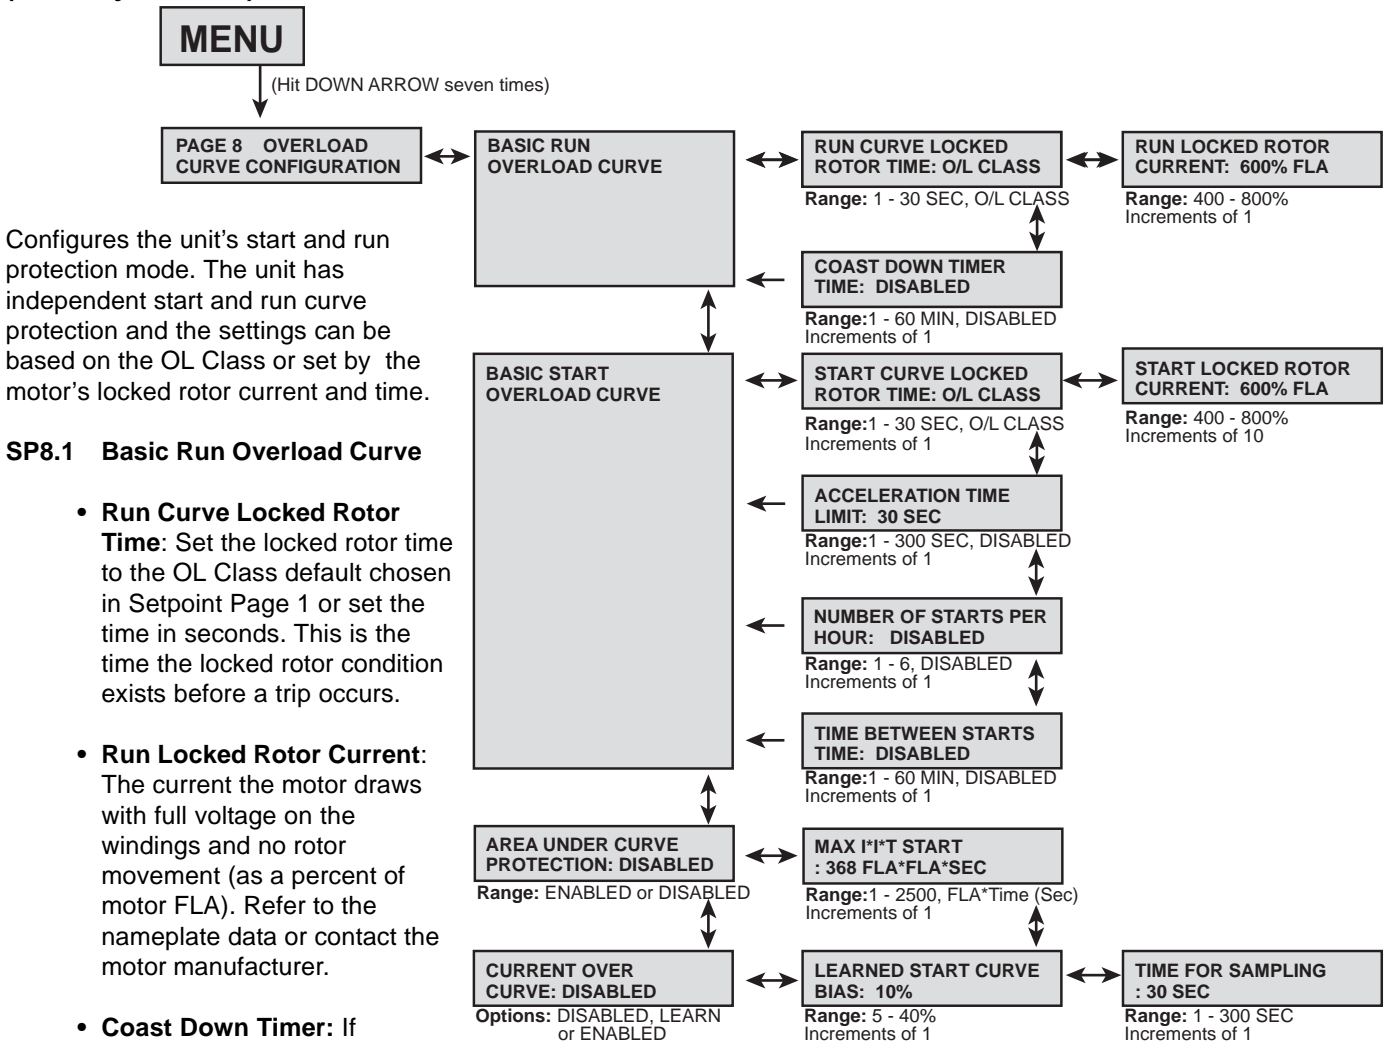 MENU
(Hit DOWN ARROW seven times)
PAGE 8 OVERLOAD
CURVE CONFIGURATION
BASIC RUN
OVERLOAD CURVE
RUN CURVE LOCKED
ROTOR TIME: O/L CLASS
Range: 1 - 30 SEC, O/L CLASS
RUN LOCKED ROTOR
CURRENT: 600% FLA
Range: 400 - 800%
Increments of 1
COAST DOWN TIMER
TIME: DISABLED
Range:1 - 60 MIN, DISABLED
Increments of 1
BASIC START
OVERLOAD CURVE
START CURVE LOCKED
ROTOR TIME: O/L CLASS
Range:1 - 30 SEC, O/L CLASS
Increments of 1
START LOCKED ROTOR
CURRENT: 600% FLA
Range: 400 - 800%
Increments of 10
ACCELERATION TIME
LIMIT: 30 SEC
Range:1 - 300 SEC, DISABLED
Increments of 1
NUMBER OF STARTS PER
HOUR: DISABLED
Range: 1 - 6, DISABLED
Increments of 1
TIME BETWEEN STARTS
TIME: DISABLED
Range:1 - 60 MIN, DISABLED
Increments of 1
AREA UNDER CURVE
PROTECTION: DISABLED
Range: ENABLED or DISABLED
MAX I*I*T START
: 368 FLA*FLA*SEC
Range:1 - 2500, FLA*Time (Sec)
Increments of 1
CURRENT OVER
CURVE: DISABLED
Options: DISABLED, LEARN
or ENABLED
LEARNED START CURVE
BIAS: 10%
Range: 5 - 40%
Increments of 1
TIME FOR SAMPLING
: 30 SEC
Range: 1 - 300 SEC
Increments of 1
Configures the unit's start and run
protection mode. The unit has
independent start and run curve
protection and the settings can be
based on the OL Class or set by the
motor's locked rotor current and time.
SP8.1 Basic Run Overload Curve
• Run Curve Locked Rotor
Time: Set the locked rotor time
to the OL Class default chosen
in Setpoint Page 1 or set the
time in seconds. This is the
time the locked rotor condition
exists before a trip occurs.
• Run Locked Rotor Current:
The current the motor draws
with full voltage on the
windings and no rotor
movement (as a percent of
motor FLA). Refer to the
nameplate data or contact the
motor manufacturer.
• Coast Down Timer: If